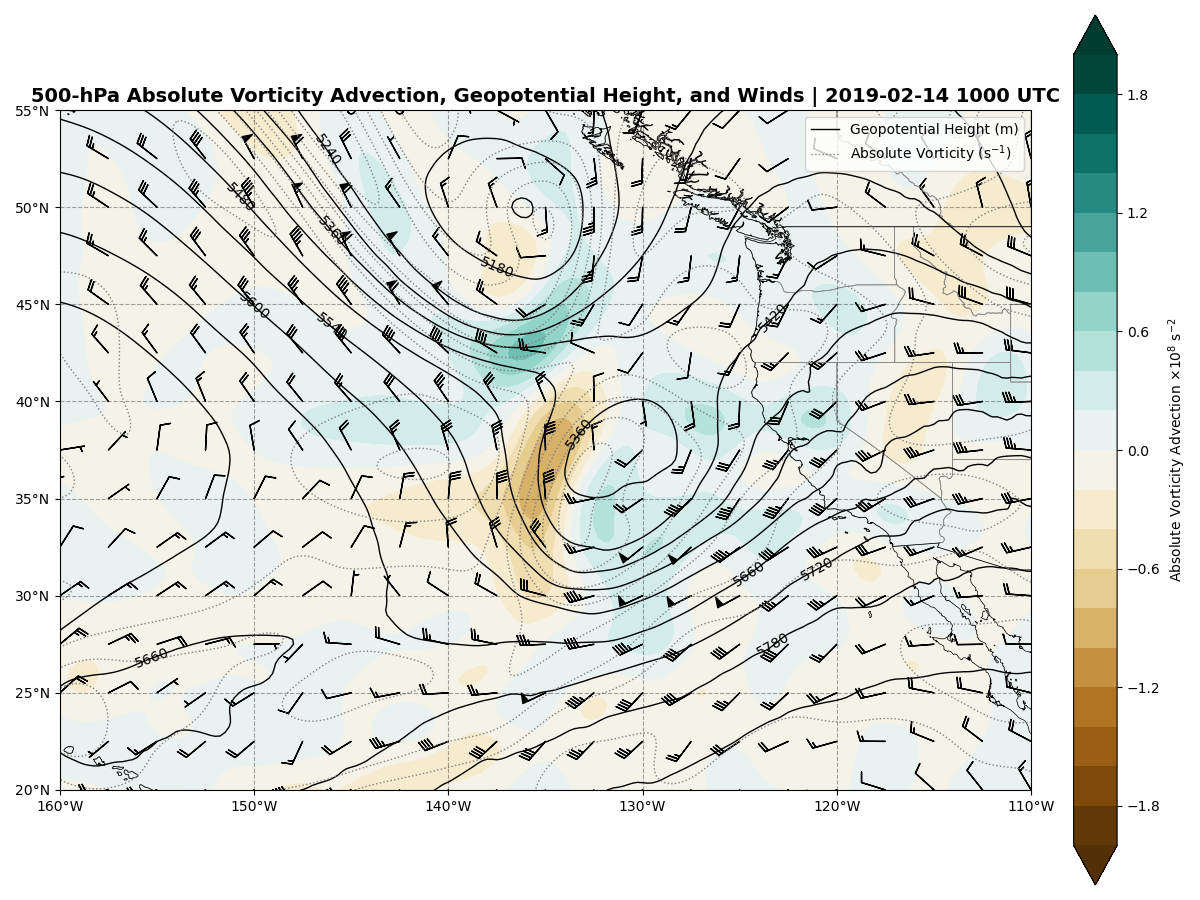 500-hPa Absolute Vorticity Advection, Geopotential Height, and Winds | 2019-02-14 1000 UTC
Geopotential Height (m)
Absolute Vorticity (s⁻¹)
55°N
50°N
45°N
40°N
35°N
30°N
25°N
20°N
160°W
150°W
140°W
130°W
120°W
110°W
5240
5480
5360
5180
5600
5540
5420
5360
5660
5720
5780
5660
1.8
1.2
0.6
0.0
−0.6
−1.2
−1.8
Absolute Vorticity Advection ×10⁸ s⁻²